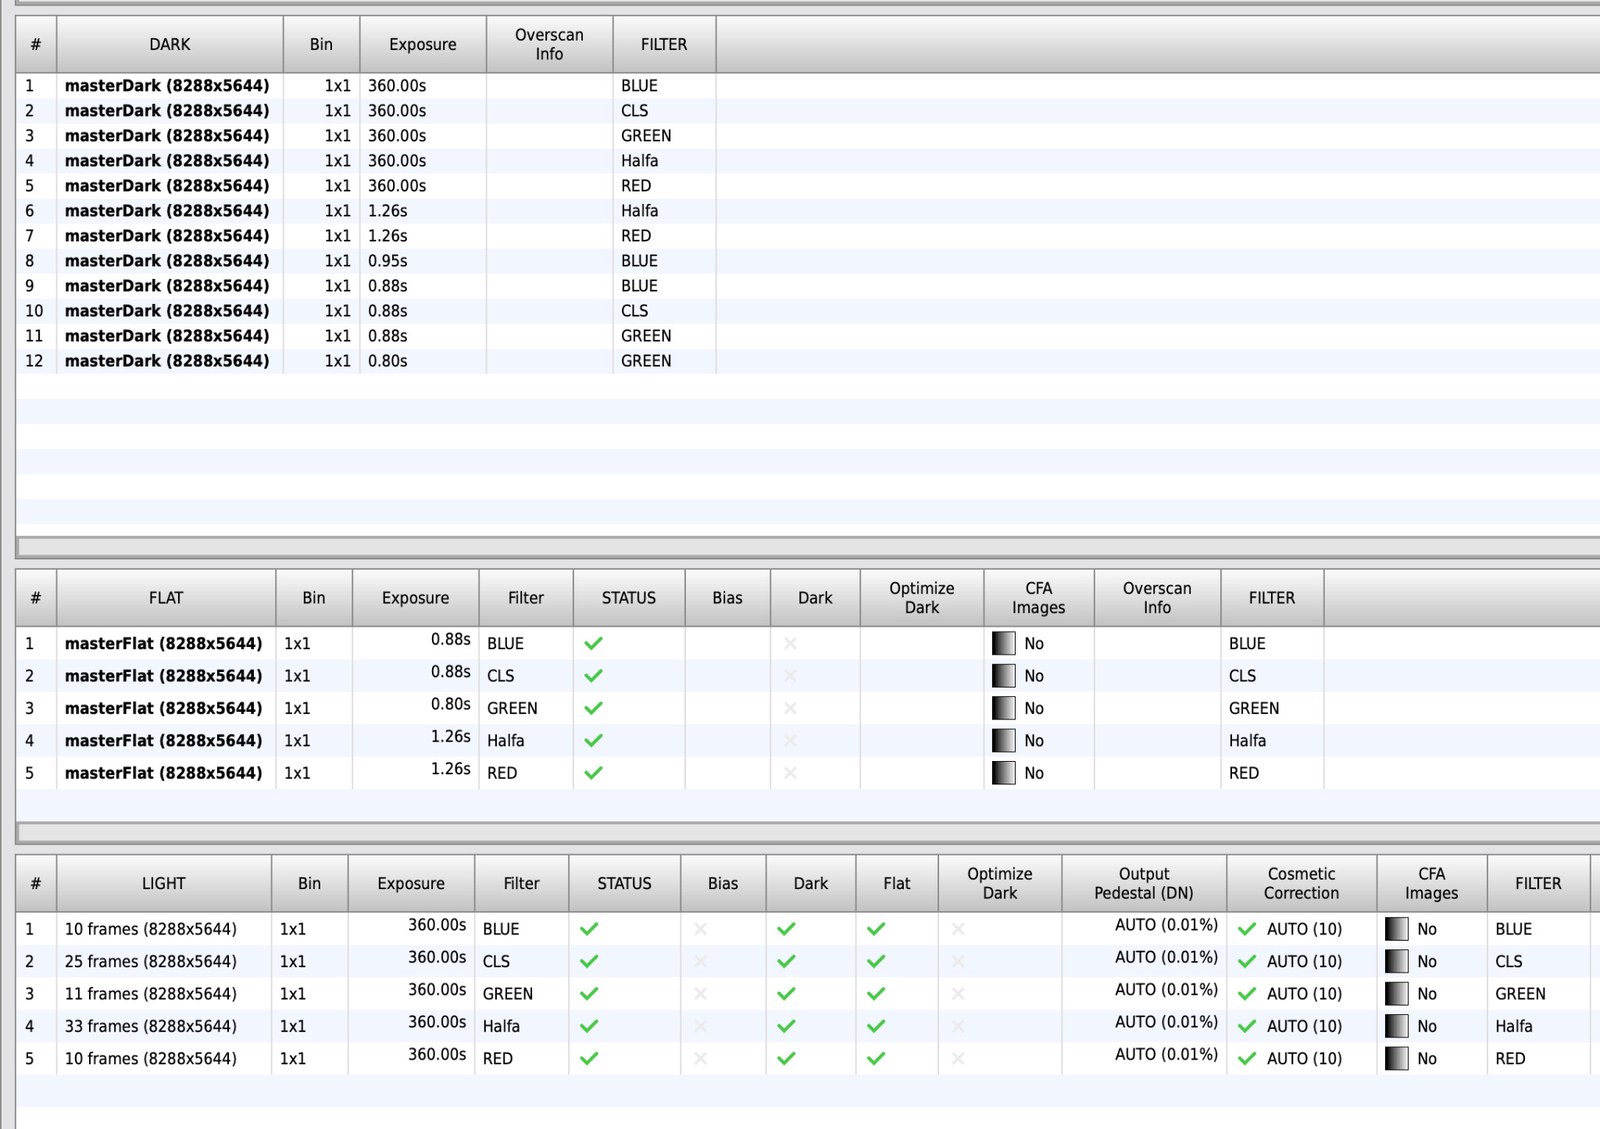 # DARK Bin Exposure Overscan Info FILTER
1 masterDark (8288x5644) 1x1 360.00s BLUE
2 masterDark (8288x5644) 1x1 360.00s CLS
3 masterDark (8288x5644) 1x1 360.00s GREEN
4 masterDark (8288x5644) 1x1 360.00s Halfa
5 masterDark (8288x5644) 1x1 360.00s RED
6 masterDark (8288x5644) 1x1 1.26s Halfa
7 masterDark (8288x5644) 1x1 1.26s RED
8 masterDark (8288x5644) 1x1 0.95s BLUE
9 masterDark (8288x5644) 1x1 0.88s BLUE
10 masterDark (8288x5644) 1x1 0.88s CLS
11 masterDark (8288x5644) 1x1 0.88s GREEN
12 masterDark (8288x5644) 1x1 0.80s GREEN
# FLAT Bin Exposure Filter STATUS Bias Dark Optimize Dark CFA Images Overscan Info FILTER
1 masterFlat (8288x5644) 1x1 0.88s BLUE No BLUE
2 masterFlat (8288x5644) 1x1 0.88s CLS No CLS
3 masterFlat (8288x5644) 1x1 0.80s GREEN No GREEN
4 masterFlat (8288x5644) 1x1 1.26s Halfa No Halfa
5 masterFlat (8288x5644) 1x1 1.26s RED No RED
# LIGHT Bin Exposure Filter STATUS Bias Dark Flat Optimize Dark Output Pedestal (DN) Cosmetic Correction CFA Images FILTER
1 10 frames (8288x5644) 1x1 360.00s BLUE AUTO (0.01%) AUTO (10) No BLUE
2 25 frames (8288x5644) 1x1 360.00s CLS AUTO (0.01%) AUTO (10) No CLS
3 11 frames (8288x5644) 1x1 360.00s GREEN AUTO (0.01%) AUTO (10) No GREEN
4 33 frames (8288x5644) 1x1 360.00s Halfa AUTO (0.01%) AUTO (10) No Halfa
5 10 frames (8288x5644) 1x1 360.00s RED AUTO (0.01%) AUTO (10) No RED